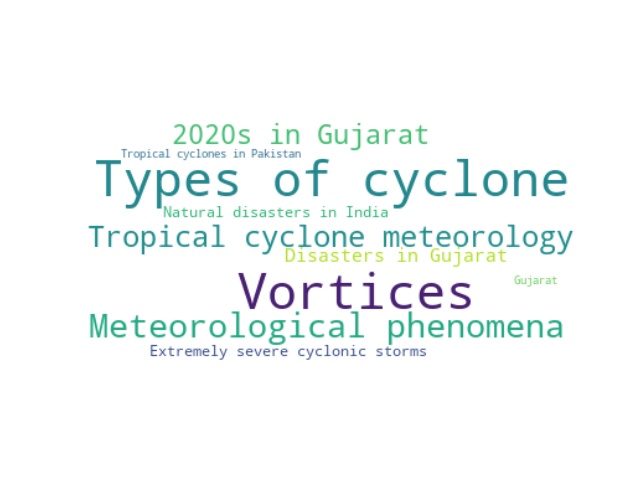 2020s in Gujarat
Tropical cyclones in Pakistan
Types of cyclone
Natural disasters in India
Tropical cyclone meteorology
Disasters in Gujarat
Vortices
Gujarat
Meteorological phenomena
Extremely severe cyclonic storms